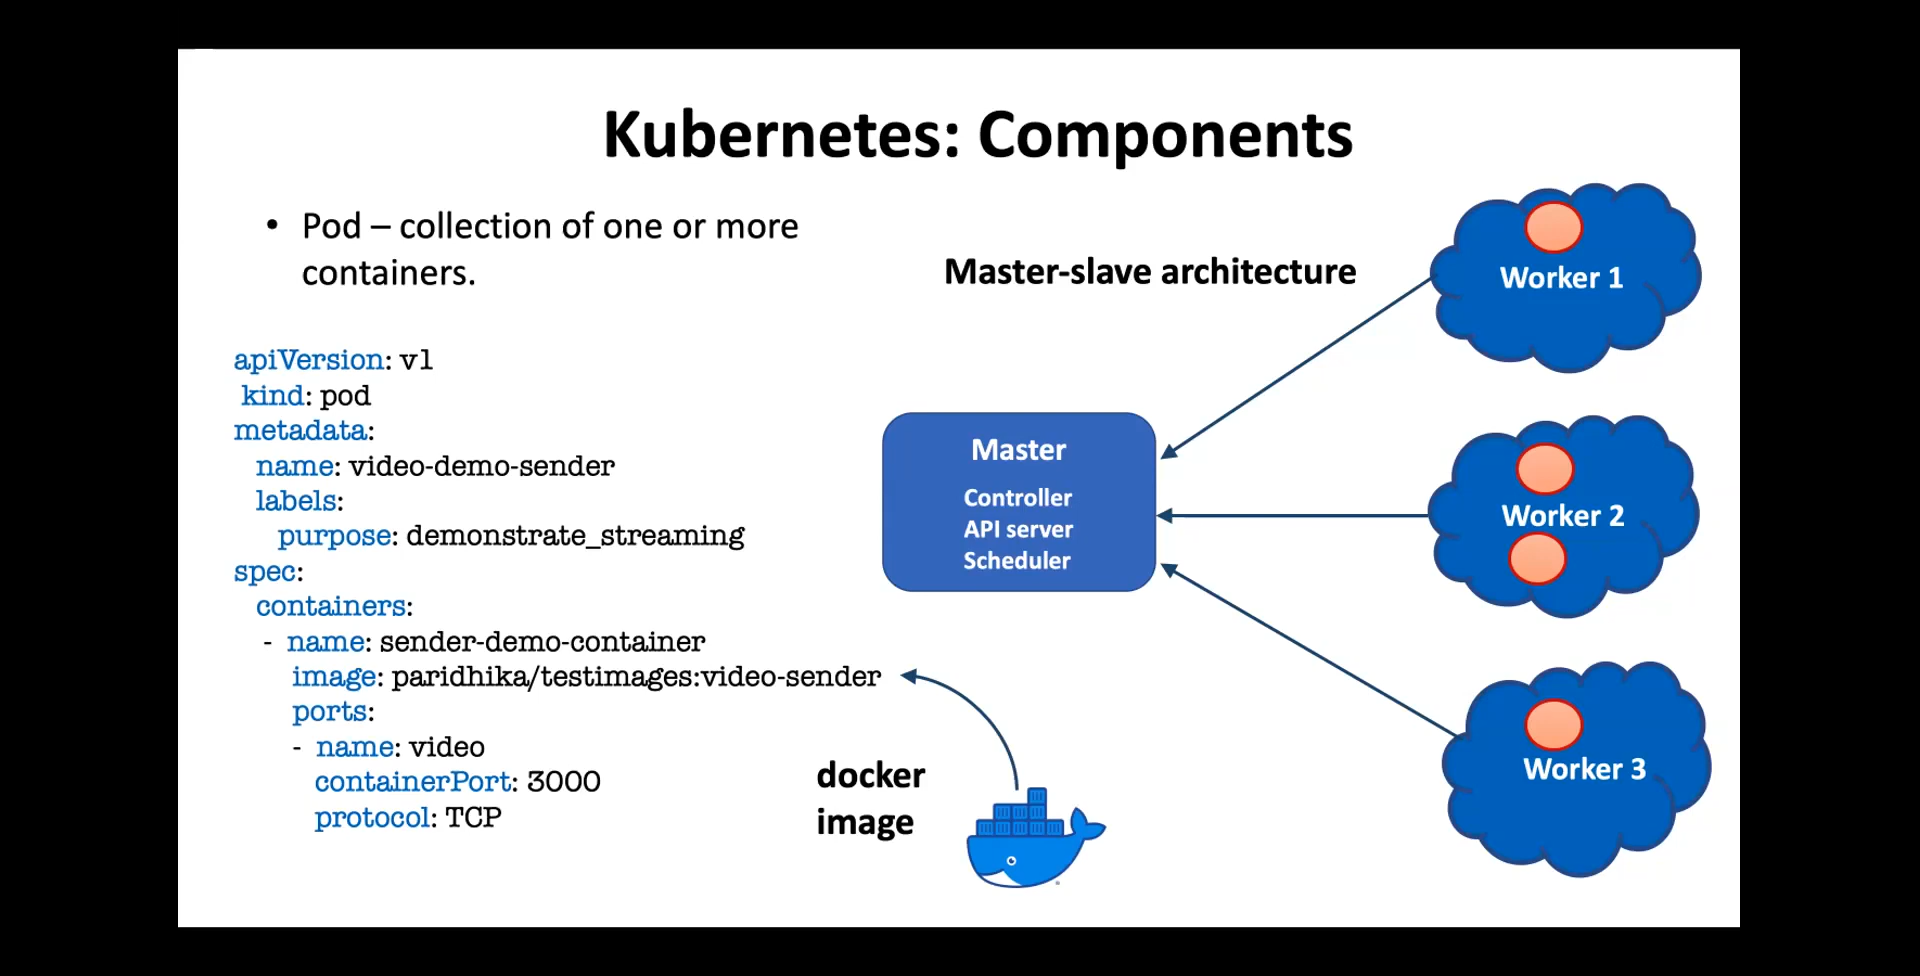 Kubernetes: Components
• Pod – collection of one or more
containers.
apiVersion: v1
kind: pod
metadata:
name: video-demo-sender
labels:
purpose: demonstrate_streaming
spec:
containers:
- name: sender-demo-container
image: paridhika/testimages:video-sender
ports:
- name: video
containerPort: 3000
protocol: TCP
docker
image
Master-slave architecture
Master
Controller
API server
Scheduler
Worker 1
Worker 2
Worker 3